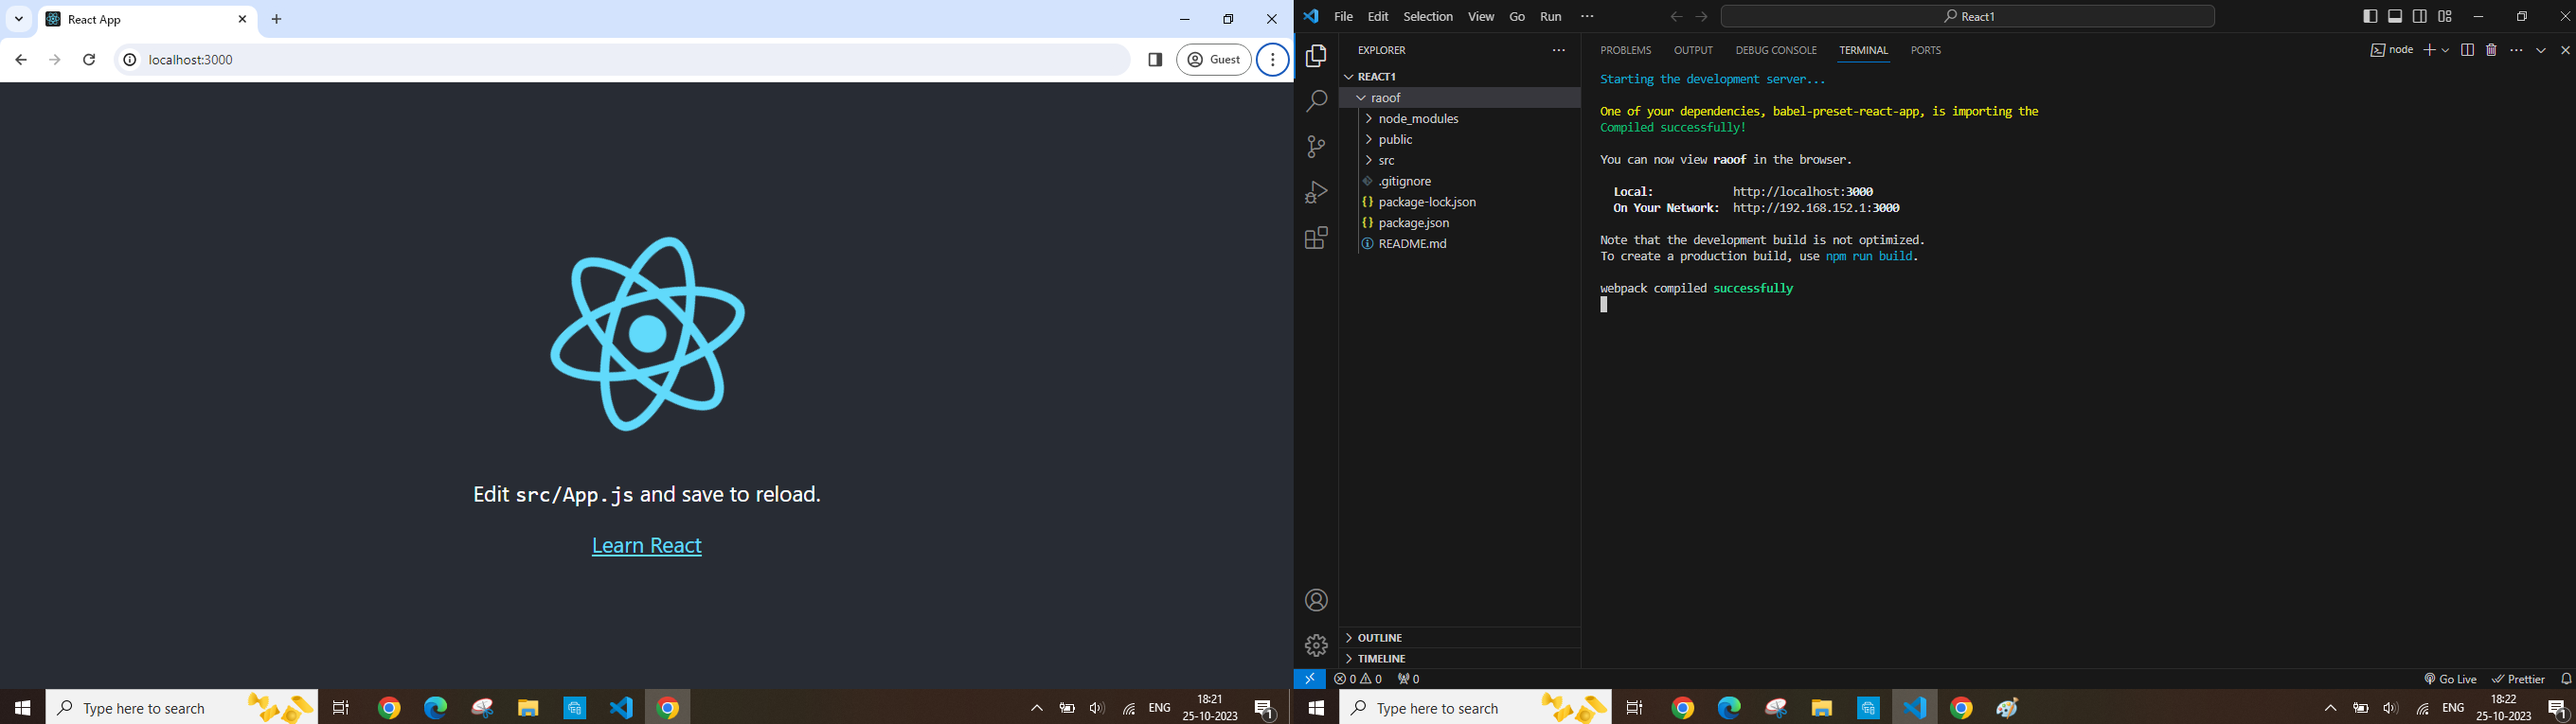 React App
localhost:3000
Guest
Edit src/App.js and save to reload.
Learn React
Type here to search
ENG
18:21
25-10-2023
1
File Edit Selection View Go Run
React1
EXPLORER
REACT1
raoof
node_modules
public
src
.gitignore
package-lock.json
package.json
README.md
OUTLINE
TIMELINE
PROBLEMS OUTPUT DEBUG CONSOLE TERMINAL PORTS
node
Starting the development server...
One of your dependencies, babel-preset-react-app, is importing the
Compiled successfully!
You can now view raoof in the browser.
Local: http://localhost:3000
On Your Network: http://192.168.152.1:3000
Note that the development build is not optimized.
To create a production build, use npm run build.
webpack compiled successfully
0 0 0
Go Live Prettier
Type here to search
ENG
18:22
25-10-2023
1